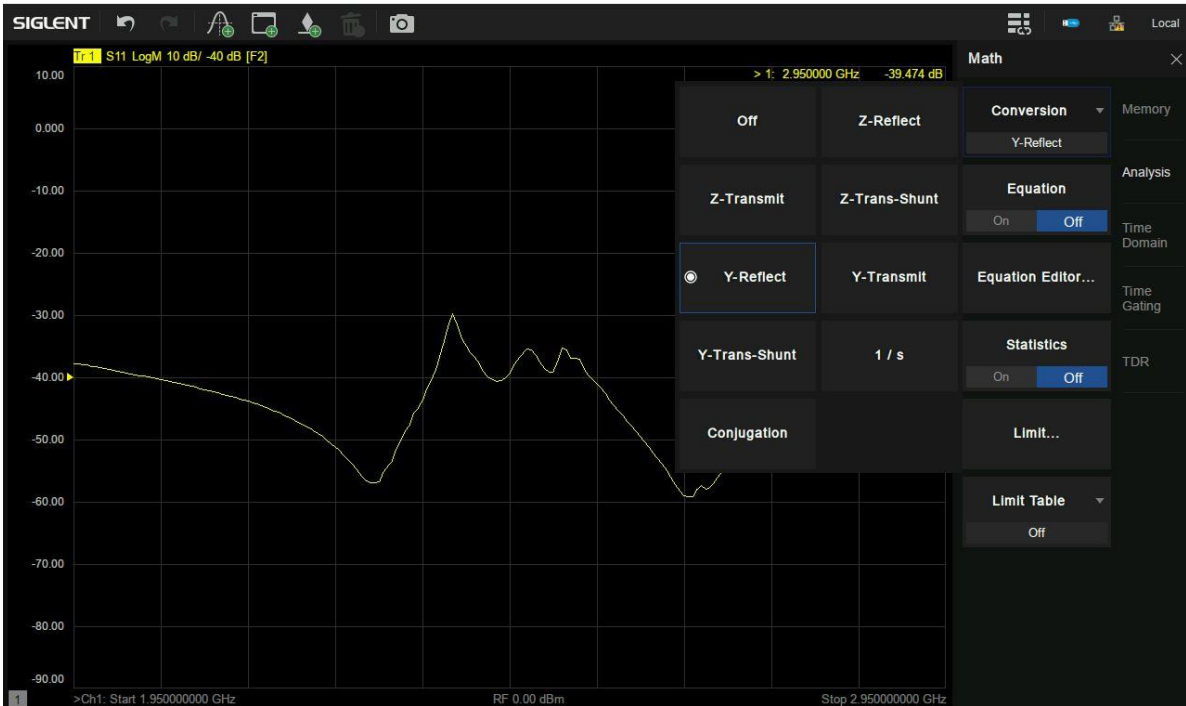 SIGLENT
Local
Tr 1 S11 LogM 10 dB/ -40 dB [F2]
> 1: 2.950000 GHz -39.474 dB
10.00
0.000
-10.00
-20.00
-30.00
-40.00
-50.00
-60.00
-70.00
-80.00
-90.00
Off
Z-Reflect
Z-Transmit
Z-Trans-Shunt
Y-Reflect
Y-Transmit
Y-Trans-Shunt
1 / s
Conjugation
Math
Conversion
Y-Reflect
Equation
On Off
Equation Editor...
Statistics
On Off
Limit...
Limit Table
Off
Memory
Analysis
Time
Domain
Time
Gating
TDR
1
>Ch1: Start 1.950000000 GHz
RF 0.00 dBm
Stop 2.950000000 GHz